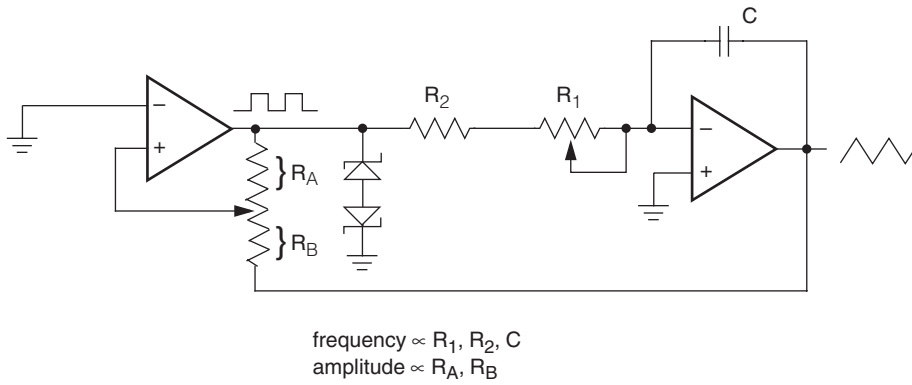 C
R2
R1
−
+
−
+
} RA
} RB
frequency ∝ R1, R2, C
amplitude ∝ RA, RB